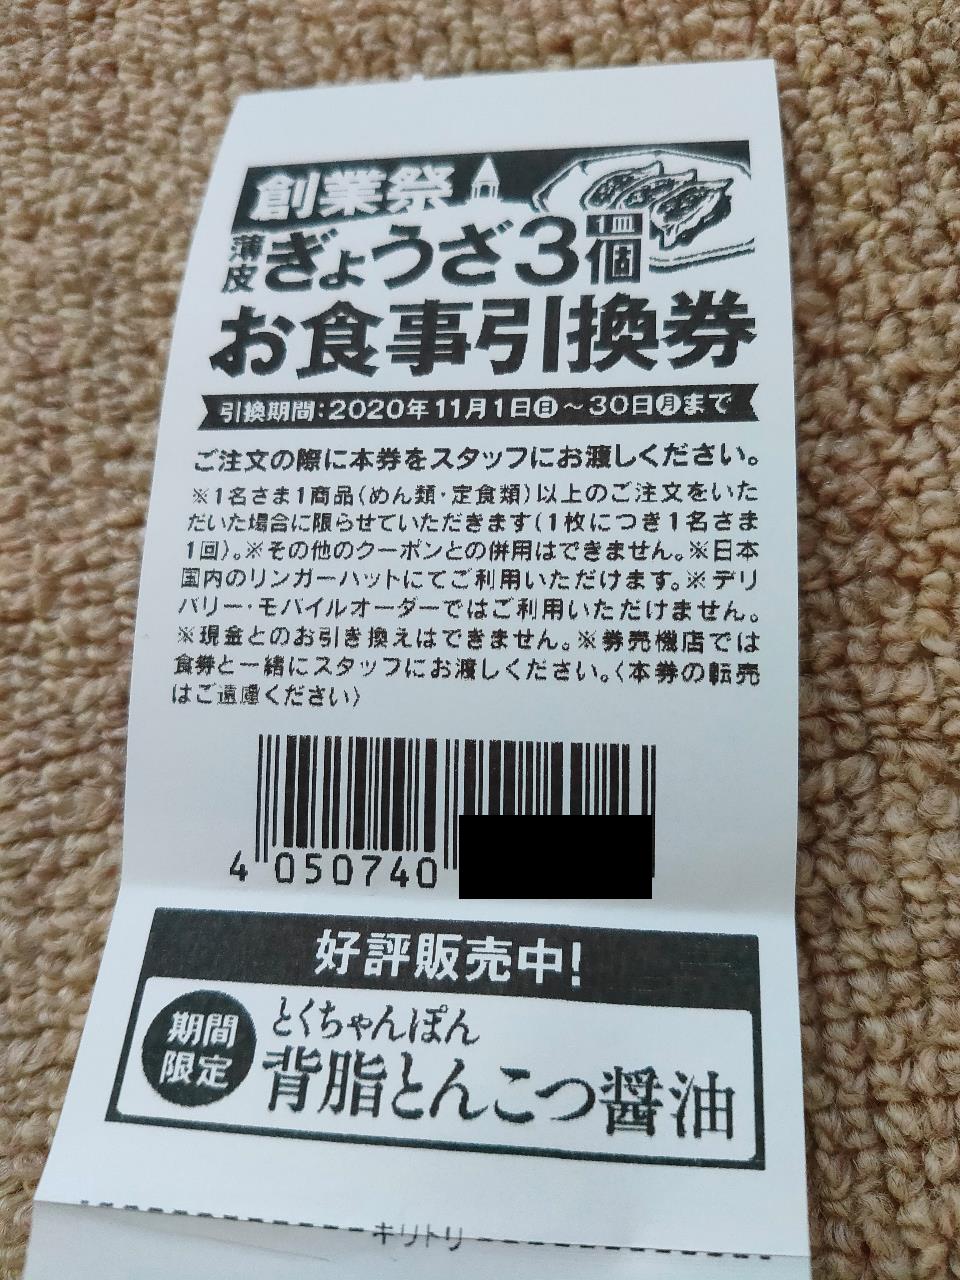 創業祭
薄皮ぎょうざ3個
1皿
お食事引換券
引換期間:2020年11月1日㊐～30日㊊まで
ご注文の際に本券をスタッフにお渡しください。
※1名さま1商品(めん類・定食類)以上のご注文をいた
だいた場合に限らせていただきます(1枚につき1名さま
1回)。※その他のクーポンとの併用はできません。※日本
国内のリンガーハットにてご利用いただけます。※デリ
バリー・モバイルオーダーではご利用いただけません。
※現金とのお引き換えはできません。※券売機店では
食券と一緒にスタッフにお渡しください。〈本券の転売
はご遠慮ください〉
4 050740
好評販売中!
期間限定
とくちゃんぽん
背脂とんこつ醤油
キリトリ